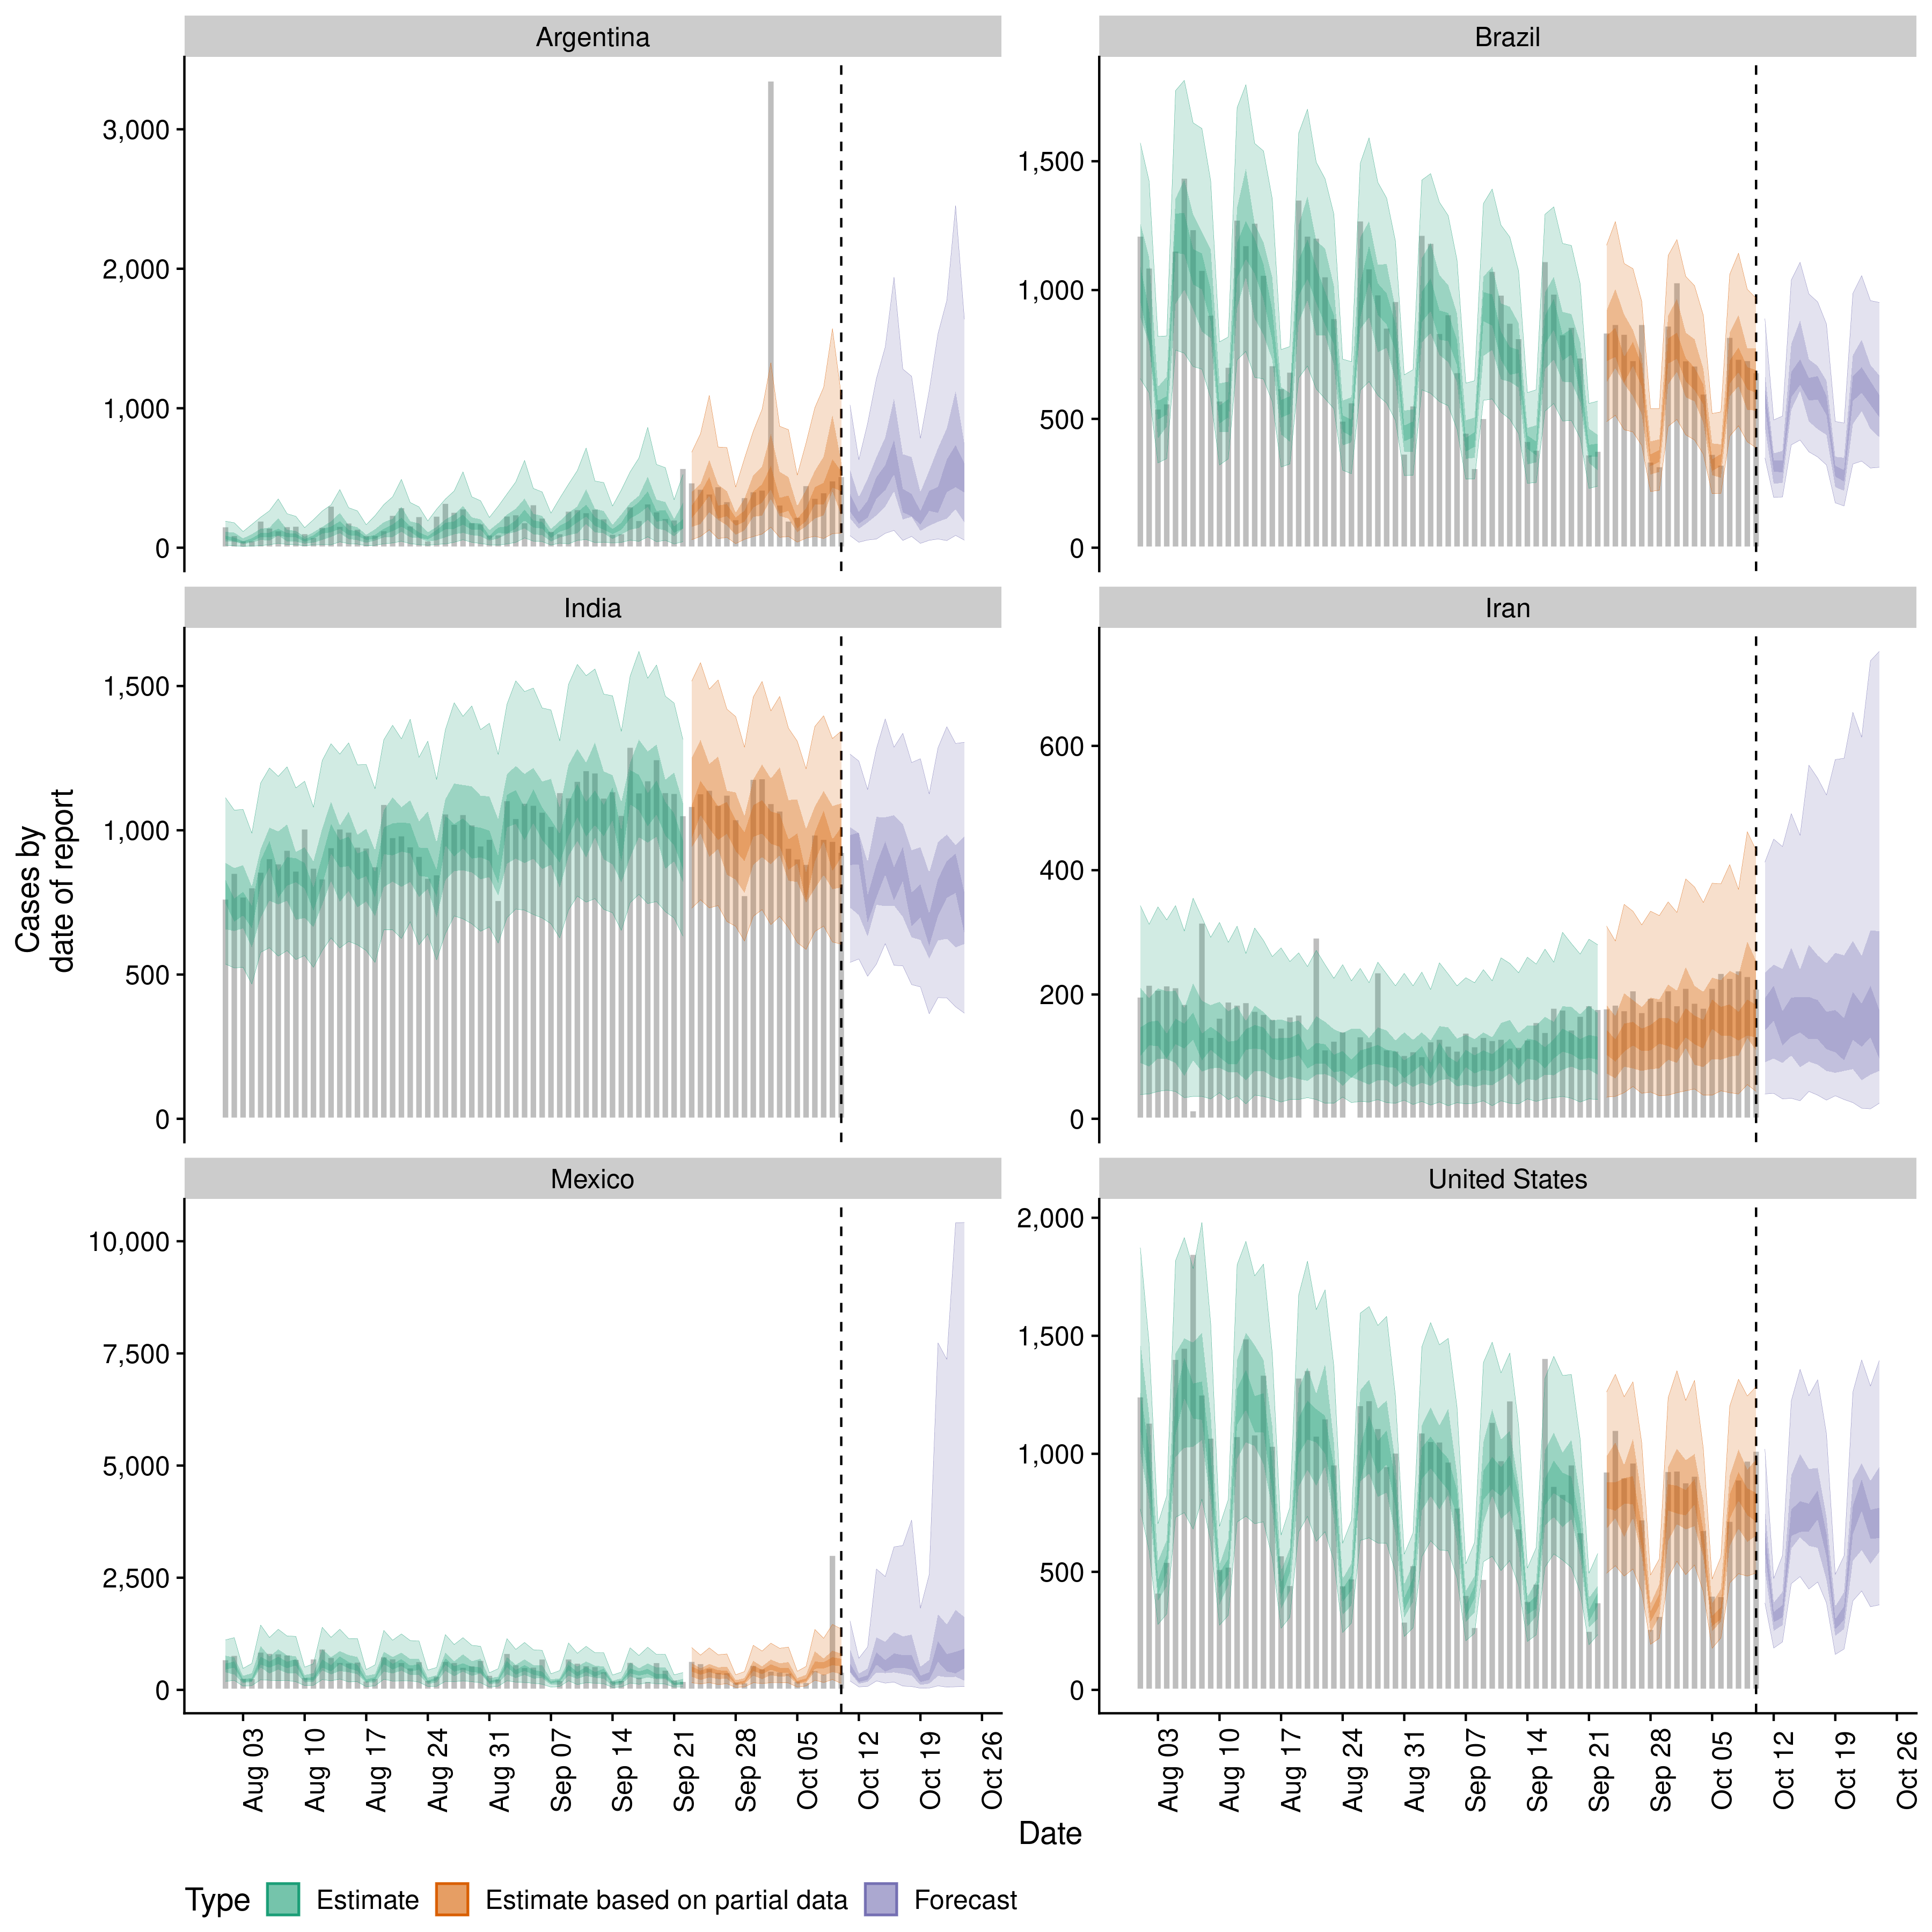 Argentina
Brazil
3,000
2,000
1,000
0
1,500
1,000
500
0
India
Iran
1,500
1,000
500
0
600
400
200
0
Cases by
date of report
Mexico
United States
10,000
7,500
5,000
2,500
0
2,000
1,500
1,000
500
0
Aug 03
Aug 10
Aug 17
Aug 24
Aug 31
Sep 07
Sep 14
Sep 21
Sep 28
Oct 05
Oct 12
Oct 19
Oct 26
Aug 03
Aug 10
Aug 17
Aug 24
Aug 31
Sep 07
Sep 14
Sep 21
Sep 28
Oct 05
Oct 12
Oct 19
Oct 26
Date
Type Estimate Estimate based on partial data Forecast